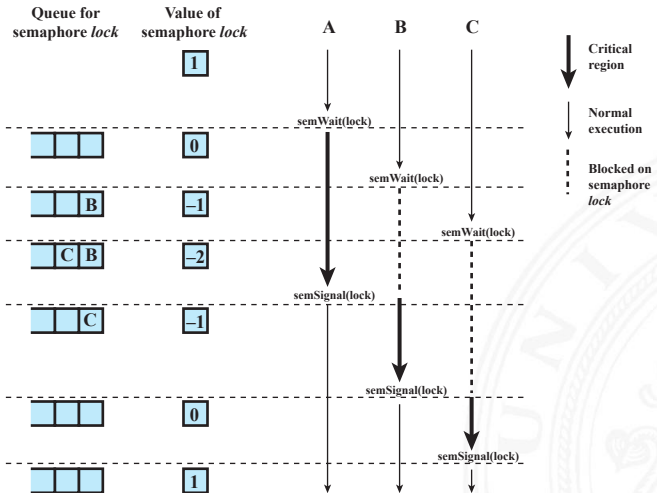 Queue for
semaphore lock
Value of
semaphore lock
A
B
C
1
Critical
region
Normal
execution
Blocked on
semaphore
lock
semWait(lock)
0
semWait(lock)
B
–1
semWait(lock)
C B
–2
semSignal(lock)
C
–1
semSignal(lock)
0
semSignal(lock)
1
UNIV